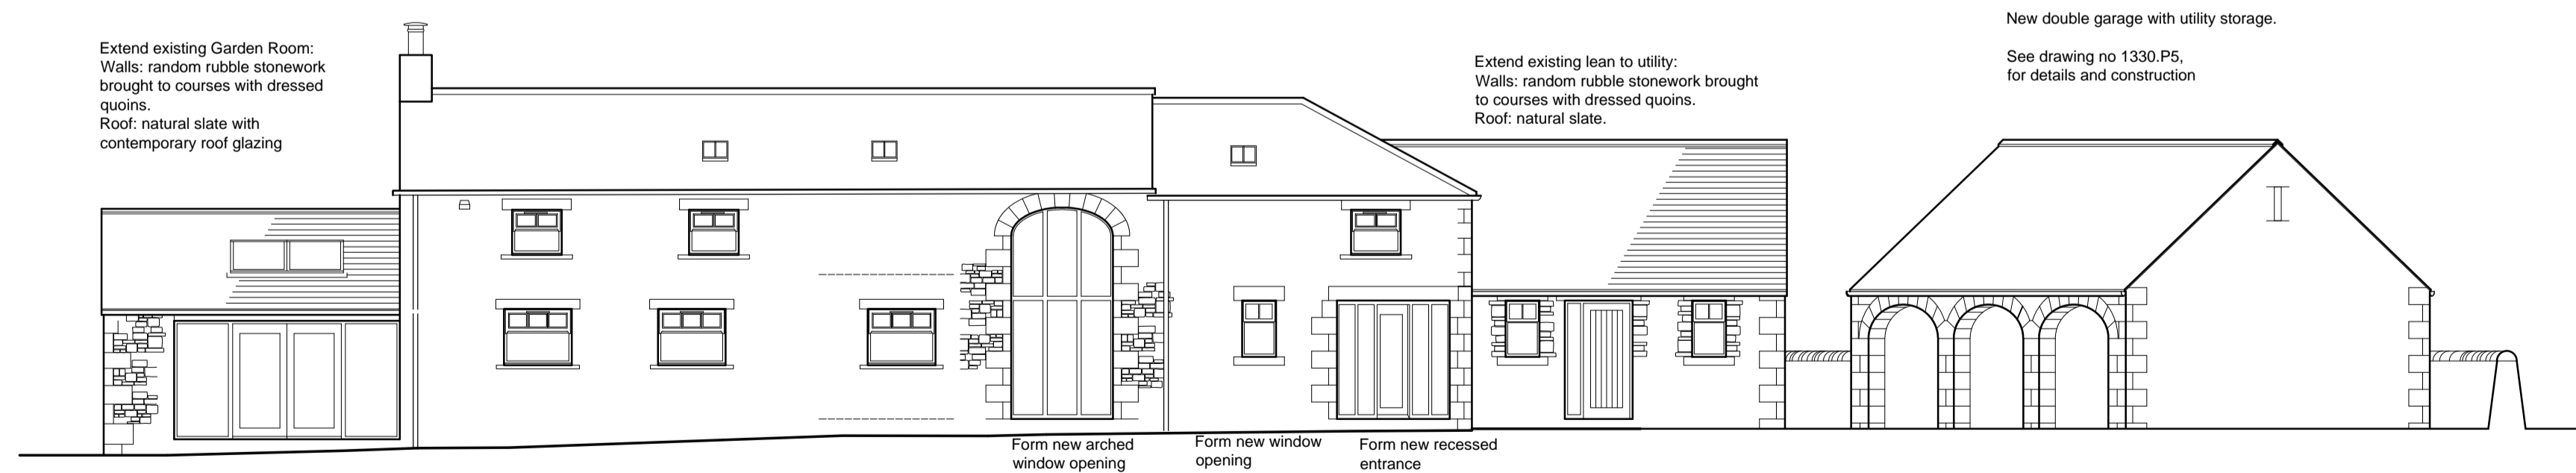 Extend existing Garden Room:
Walls: random rubble stonework
brought to courses with dressed
quoins.
Roof: natural slate with
contemporary roof glazing
Extend existing lean to utility:
Walls: random rubble stonework brought
to courses with dressed quoins.
Roof: natural slate.
New double garage with utility storage.
See drawing no 1330.P5,
for details and construction
Form new arched
window opening
Form new window
opening
Form new recessed
entrance